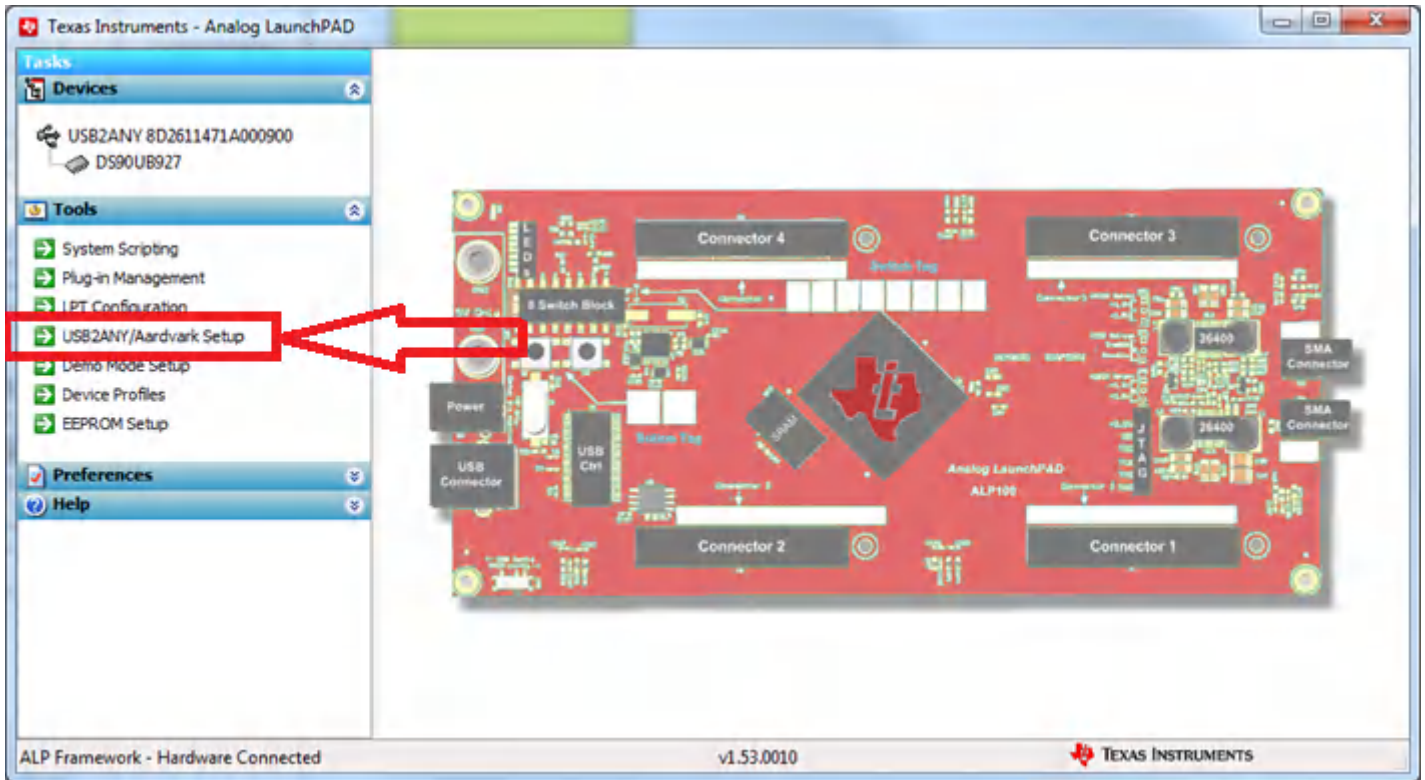 Texas Instruments - Analog LaunchPAD
Tasks
Devices
USB2ANY 8D2611471A000900
DS90UB927
Tools
System Scripting
Plug-in Management
LPT Configuration
USB2ANY/Aardvark Setup
Demo Mode Setup
Device Profiles
EEPROM Setup
Preferences
Help
LEDs
Connector 4
Connector 3
Switch Tag
8 Switch Block
26400
SMA Connector
Power
SRAM
SMA Connector
26400
USB Connector
USB Ctrl
JTAG
Analog LaunchPAD
ALP100
Connector 2
Connector 1
ALP Framework - Hardware Connected
v1.53.0010
TEXAS INSTRUMENTS